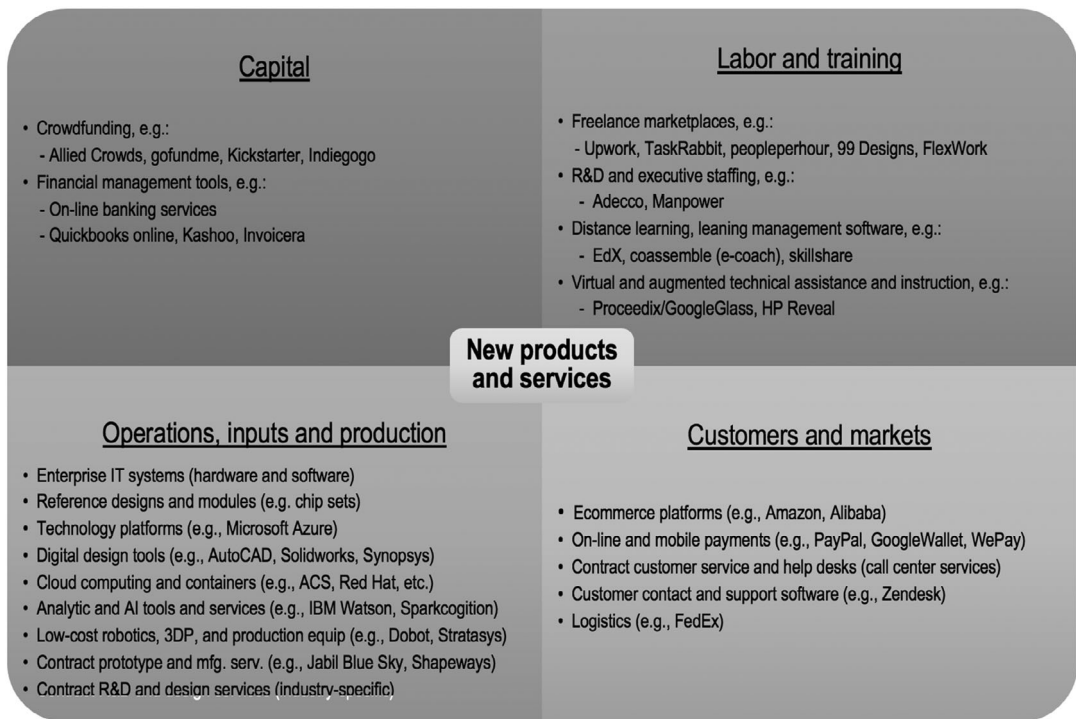 Capital
• Crowdfunding, e.g.:
- Allied Crowds, gofundme, Kickstarter, Indiegogo
• Financial management tools, e.g.:
- On-line banking services
- Quickbooks online, Kashoo, Invoicera
Labor and training
• Freelance marketplaces, e.g.:
- Upwork, TaskRabbit, peopleperhour, 99 Designs, FlexWork
• R&D and executive staffing, e.g.:
- Adecco, Manpower
• Distance learning, leaning management software, e.g.:
- EdX, coassemble (e-coach), skillshare
• Virtual and augmented technical assistance and instruction, e.g.:
- Proceedix/GoogleGlass, HP Reveal
New products
and services
Operations, inputs and production
• Enterprise IT systems (hardware and software)
• Reference designs and modules (e.g. chip sets)
• Technology platforms (e.g., Microsoft Azure)
• Digital design tools (e.g., AutoCAD, Solidworks, Synopsys)
• Cloud computing and containers (e.g., ACS, Red Hat, etc.)
• Analytic and AI tools and services (e.g., IBM Watson, Sparkcogition)
• Low-cost robotics, 3DP, and production equip (e.g., Dobot, Stratasys)
• Contract prototype and mfg. serv. (e.g., Jabil Blue Sky, Shapeways)
• Contract R&D and design services (industry-specific)
Customers and markets
• Ecommerce platforms (e.g., Amazon, Alibaba)
• On-line and mobile payments (e.g., PayPal, GoogleWallet, WePay)
• Contract customer service and help desks (call center services)
• Customer contact and support software (e.g., Zendesk)
• Logistics (e.g., FedEx)